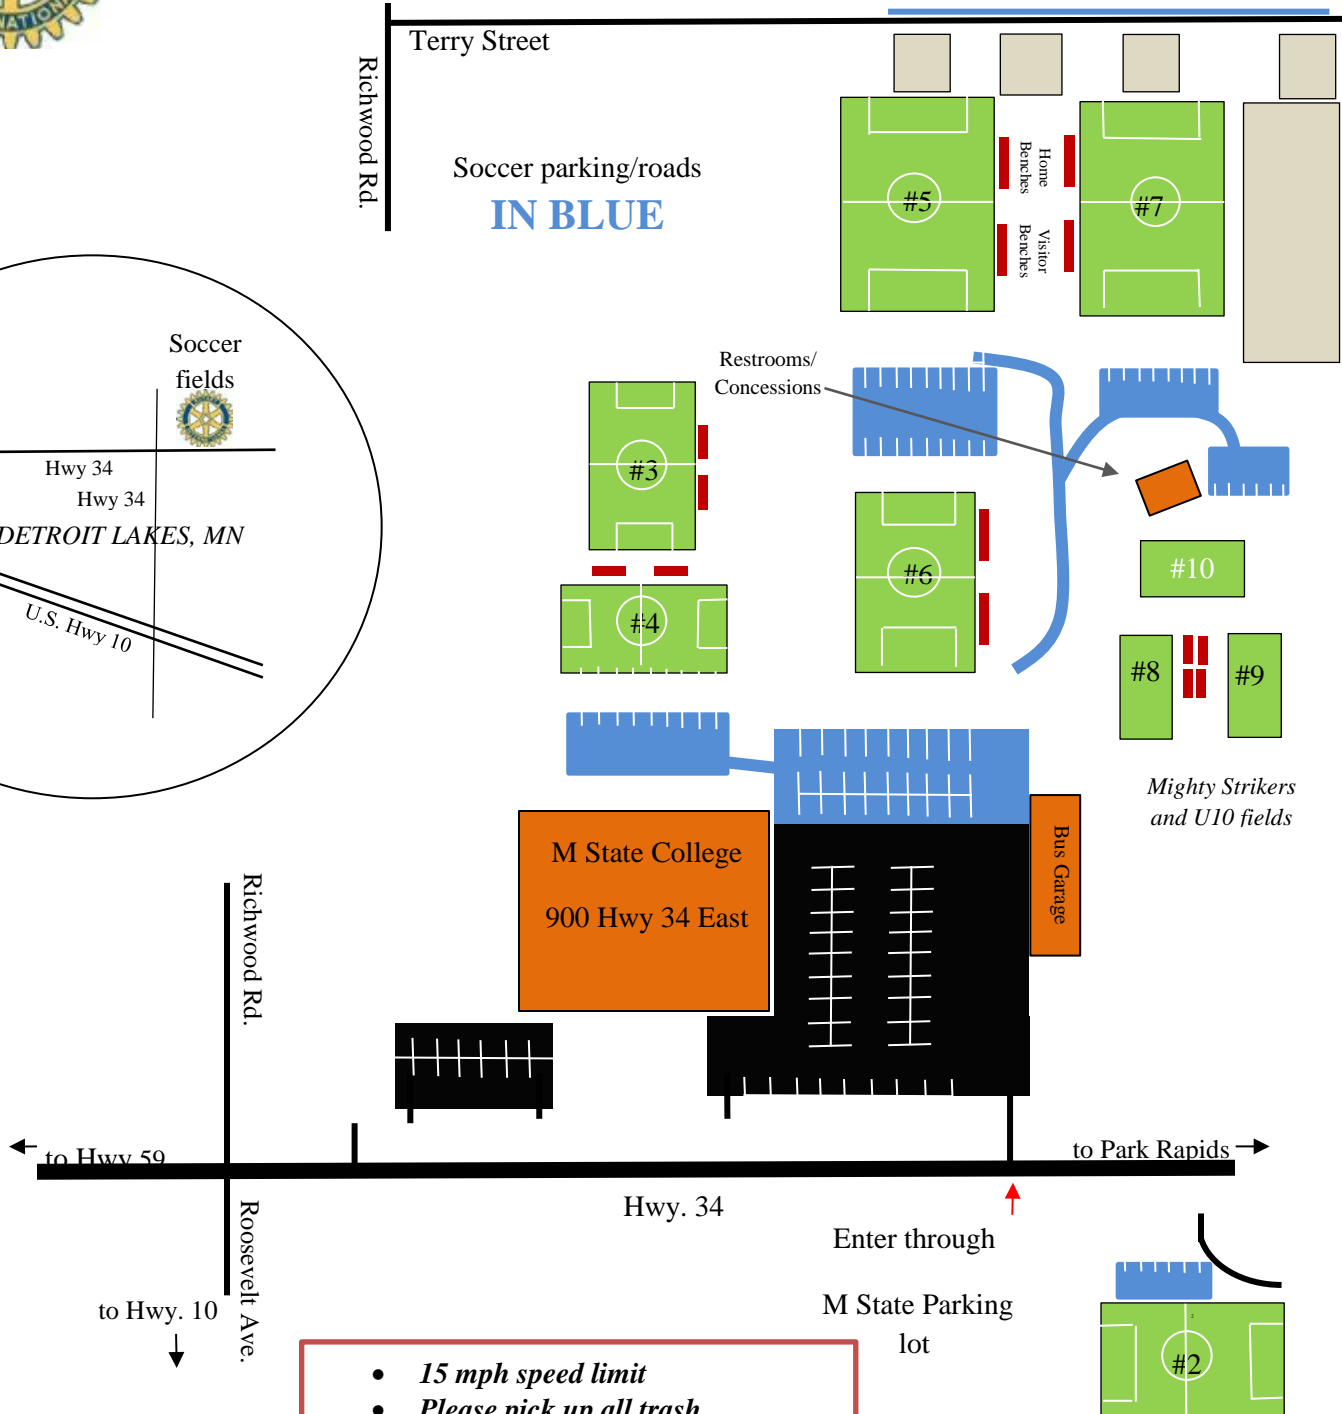 NATIONAL
Terry Street
Richwood Rd.
Soccer parking/roads
IN BLUE
#5
Home
Benches
Visitor
Benches
#7
Soccer
fields
Hwy 34
Hwy 34
DETROIT LAKES, MN
U.S. Hwy 10
Restrooms/
Concessions
#3
#4
#6
#10
#8
#9
Mighty Strikers
and U10 fields
M State College
900 Hwy 34 East
Bus Garage
Richwood Rd.
to Hwy 59
to Park Rapids
Hwy. 34
Roosevelt Ave.
to Hwy. 10
Enter through
M State Parking
lot
2
#2
• 15 mph speed limit
• Please pick up all trash